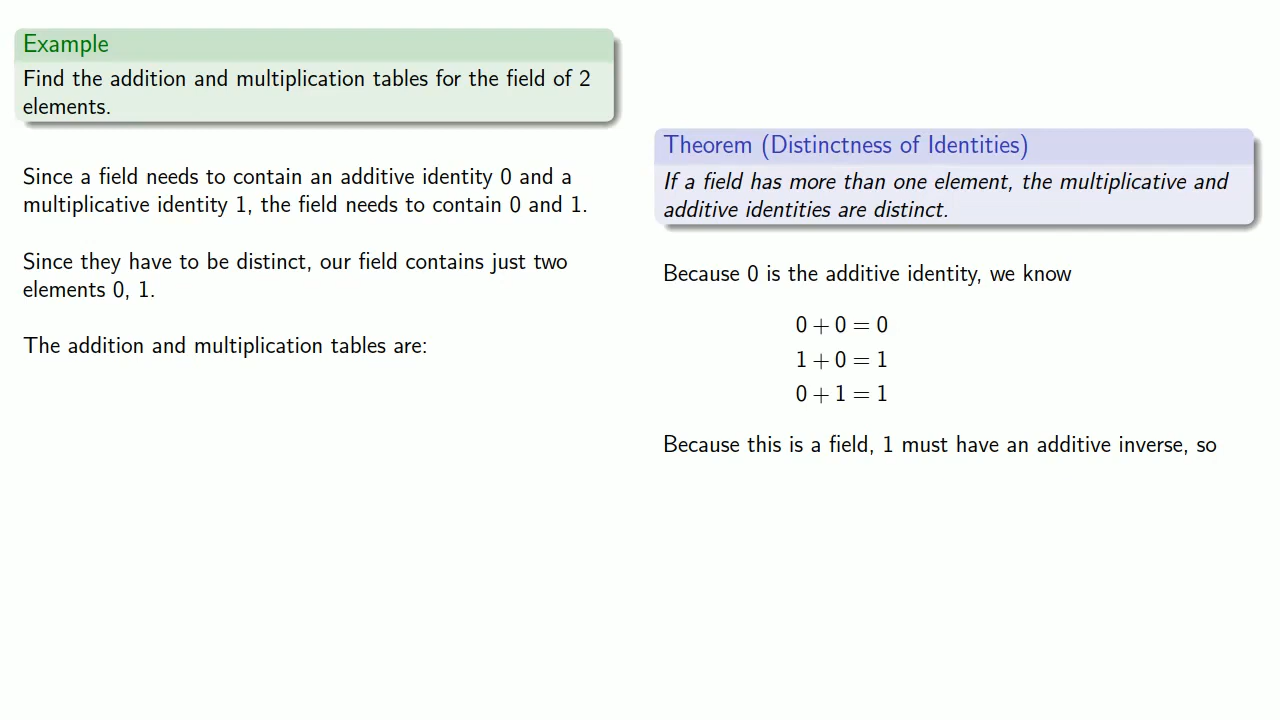 Example
Find the addition and multiplication tables for the field of 2
elements.
Since a field needs to contain an additive identity 0 and a
multiplicative identity 1, the field needs to contain 0 and 1.
Since they have to be distinct, our field contains just two
elements 0, 1.
The addition and multiplication tables are:
Theorem (Distinctness of Identities)
If a field has more than one element, the multiplicative and
additive identities are distinct.
Because 0 is the additive identity, we know
0 + 0 = 0
1 + 0 = 1
0 + 1 = 1
Because this is a field, 1 must have an additive inverse, so